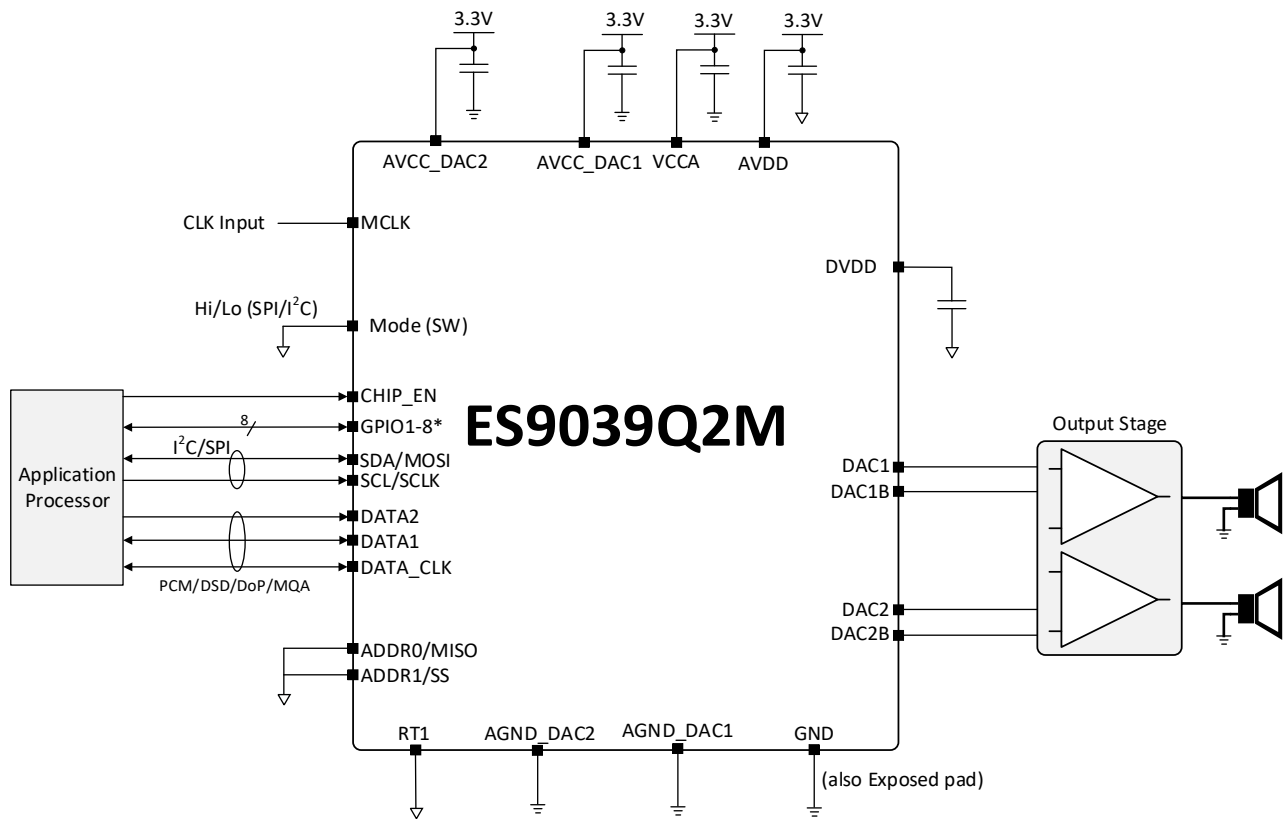 3.3V
3.3V
3.3V
3.3V
AVCC_DAC2
AVCC_DAC1
VCCA
AVDD
CLK Input
MCLK
DVDD
Hi/Lo (SPI/I²C)
Mode (SW)
CHIP_EN
8
GPIO1-8*
ES9039Q2M
I²C/SPI
SDA/MOSI
SCL/SCLK
Application
Processor
DATA2
DATA1
DATA_CLK
PCM/DSD/DoP/MQA
Output Stage
DAC1
DAC1B
DAC2
DAC2B
ADDR0/MISO
ADDR1/SS
RT1
AGND_DAC2
AGND_DAC1
GND
(also Exposed pad)